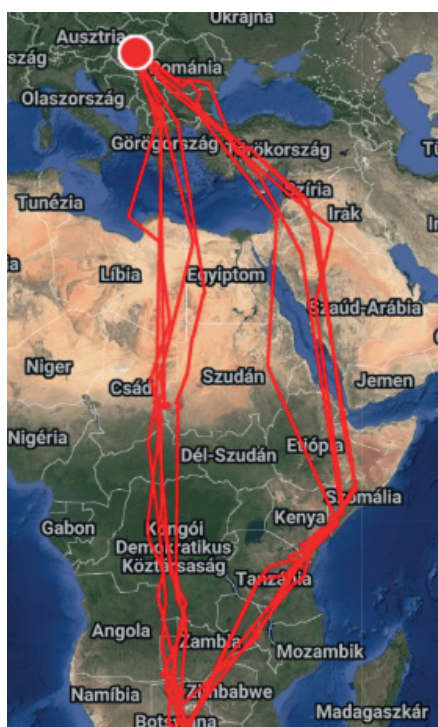 Ukrajna
Ausztria
szág
Románia
Olaszország
Görögország
Törökország
Szíria
Tunézia
Irak
Líbia
Egyiptom
Szaúd-Arábia
Niger
Csád
Szudán
Jemen
Nigéria
Dél-Szudán
Etiópia
Szomália
Gabon
Kongói
Demokratikus
Köztársaság
Kenya
Tanzánia
Angola
Zambia
Mozambik
Namíbia
Zimbabwe
Botswana
Madagaszkár